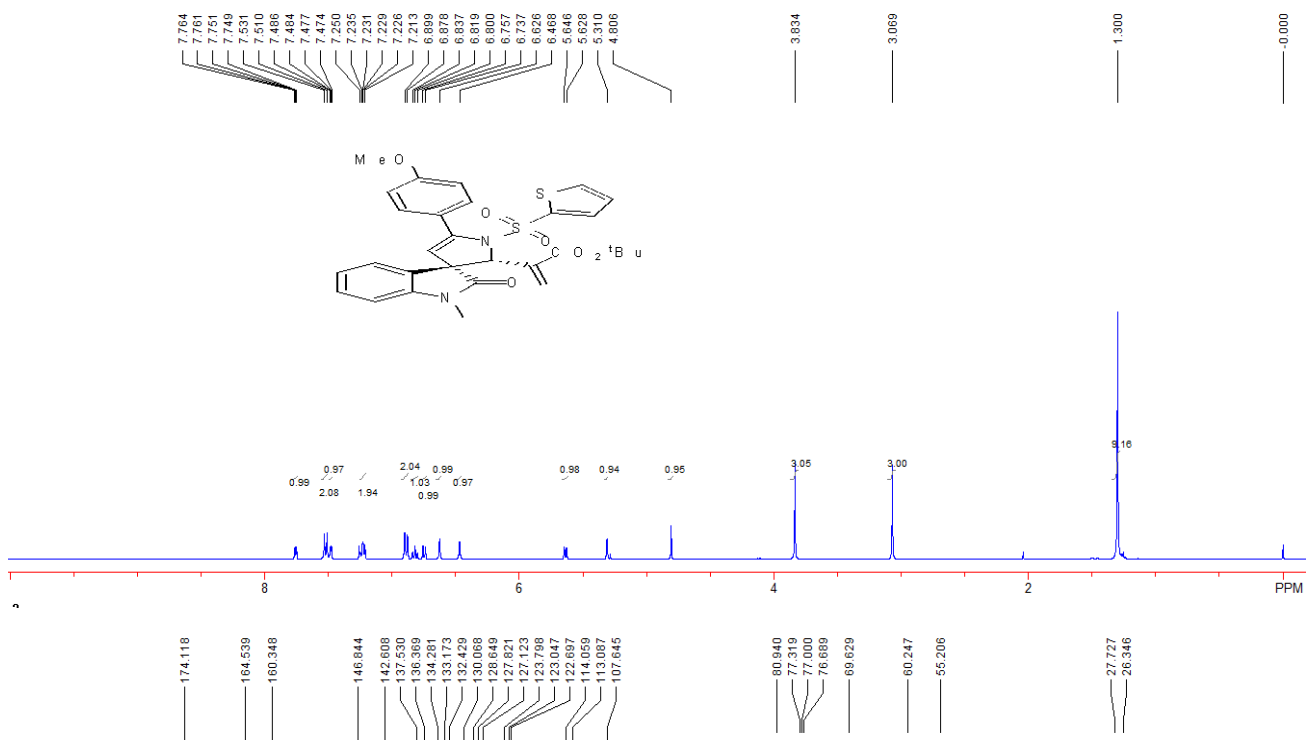 7.764 7.761 7.751 7.749 7.531 7.510 7.486 7.484 7.477 7.474 7.250 7.235 7.231 7.229 7.226 7.213 6.899 6.878 6.837 6.819 6.800 6.757 6.737 6.626 6.468 5.646 5.628 5.310 4.806 3.834 3.069 1.300 -0.000
M e O
S
O
S
N
O
C O 2 tB u
O
N
0.99 2.08 0.97 1.94 2.04 1.03 0.99 0.99 0.97 0.98 0.94 0.95 3.05 3.00 9.16
8 6 4 2 PPM
174.118 164.539 160.348 146.844 142.608 137.530 136.369 134.281 133.173 132.429 130.068 128.649 127.821 127.123 123.798 123.047 122.697 114.059 113.087 107.645 80.940 77.319 77.000 76.689 69.629 60.247 55.206 27.727 26.346